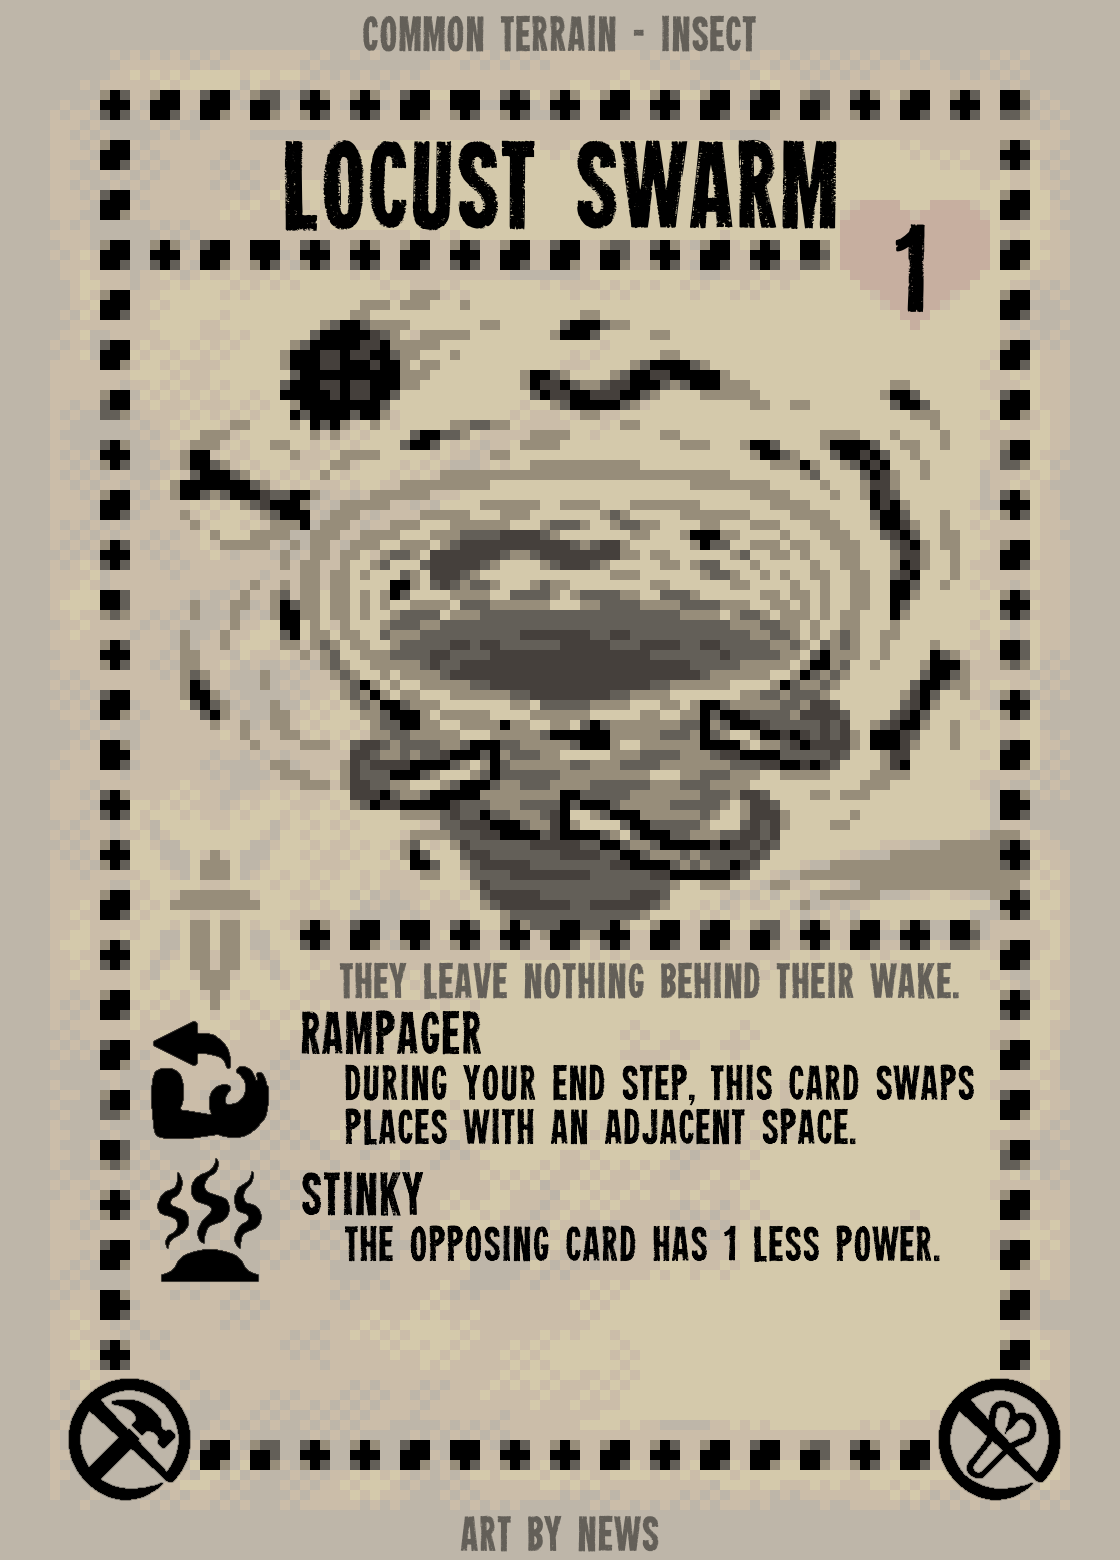 COMMON TERRAIN - INSECT
LOCUST SWARM
1
THEY LEAVE NOTHING BEHIND THEIR WAKE.
RAMPAGER
DURING YOUR END STEP, THIS CARD SWAPS
PLACES WITH AN ADJACENT SPACE.
STINKY
THE OPPOSING CARD HAS 1 LESS POWER.
ART BY NEWS